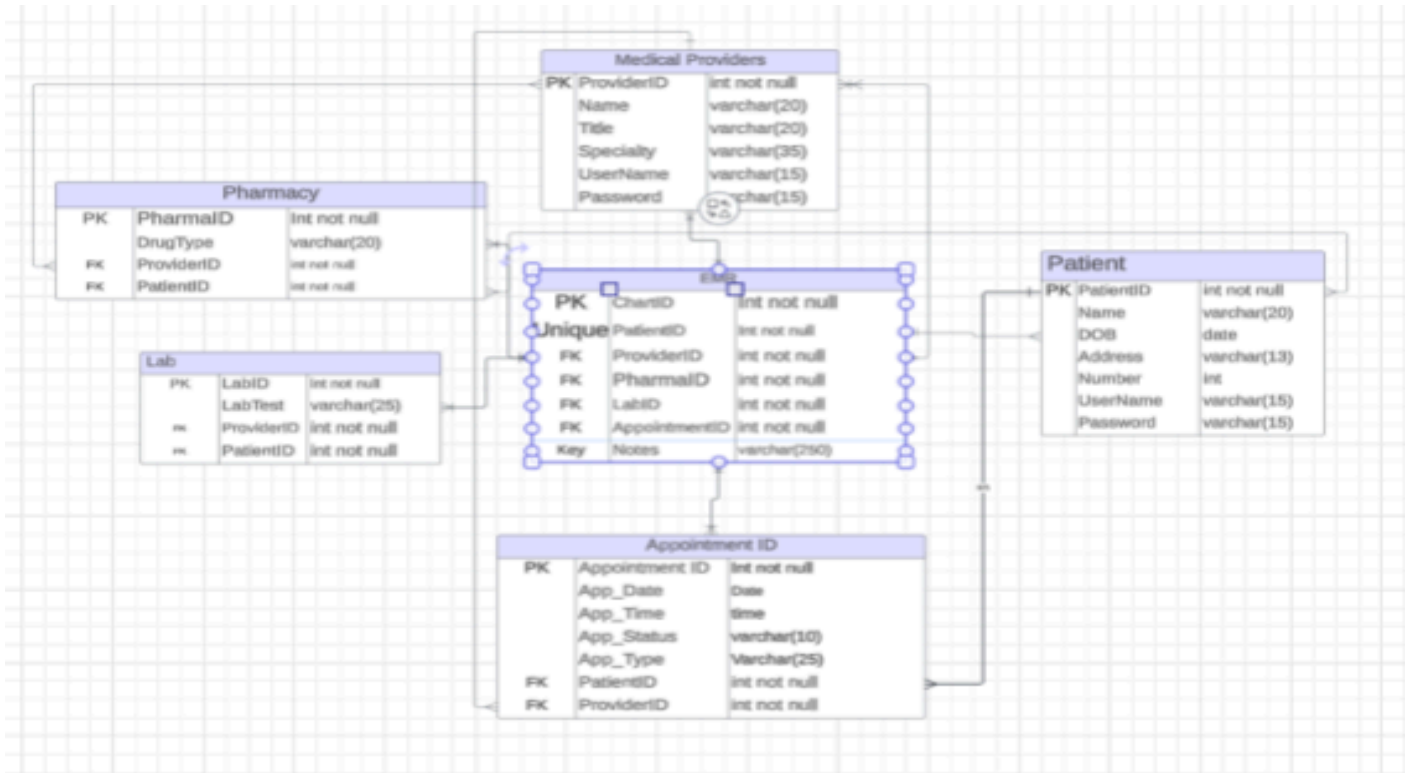 Medical Providers
PK ProviderID int not null
Name varchar(20)
Title varchar(20)
Specialty varchar(35)
UserName varchar(15)
Password varchar(15)
Pharmacy
PK PharmaID Int not null
DrugType varchar(20)
FK ProviderID int not null
FK PatientID int not null
Lab
PK LabID int not null
LabTest varchar(25)
ProviderID int not null
PatientID int not null
EMR
PK ChartID Int not null
Unique PatientID Int not null
FK ProviderID int not null
FK PharmaID int not null
FK LabID int not null
FK AppointmentID int not null
Key Notes varchar(250)
Patient
PK PatientID int not null
Name varchar(20)
DOB date
Address varchar(13)
Number int
UserName varchar(15)
Password varchar(15)
Appointment ID
PK Appointment ID Int not null
App_Date Date
App_Time time
App_Status varchar(10)
App_Type Varchar(25)
FK PatientID int not null
FK ProviderID int not null